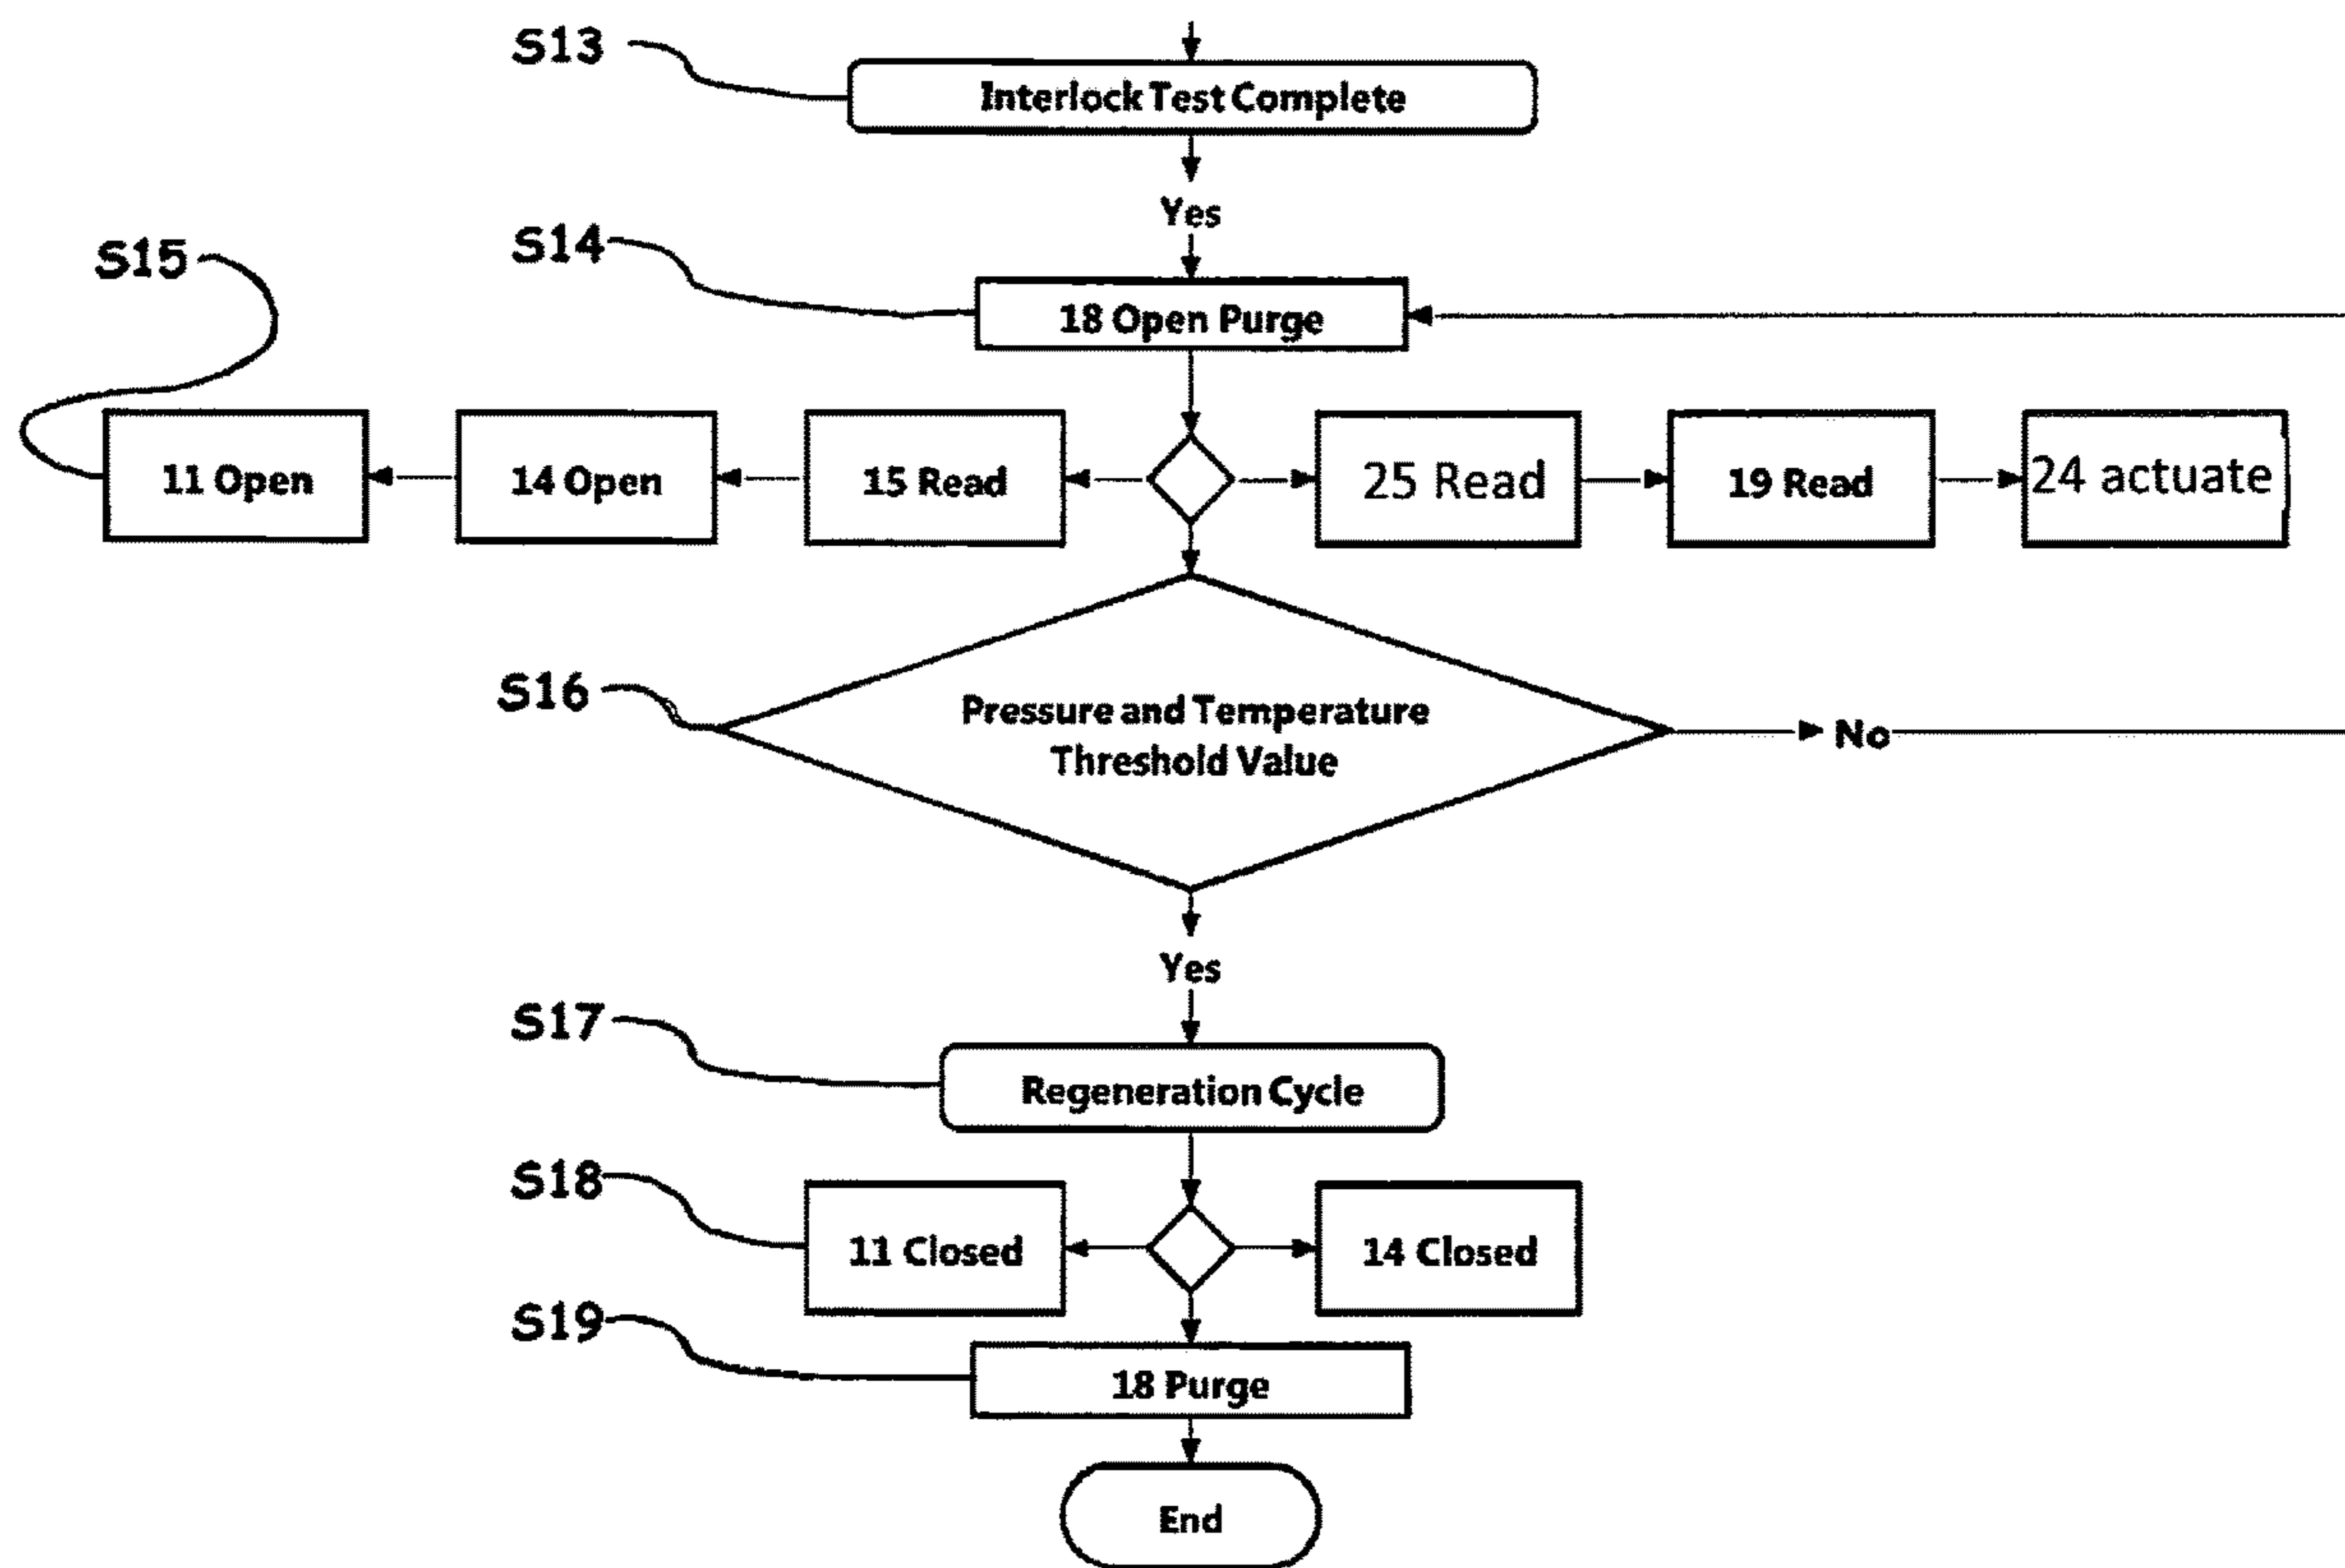 S13
Interlock Test Complete
Yes
S14
S15
18 Open Purge
11 Open
14 Open
15 Read
25 Read
19 Read
24 actuate
S16
Pressure and Temperature
Threshold Value
No
Yes
S17
Regeneration Cycle
S18
11 Closed
14 Closed
S19
18 Purge
End